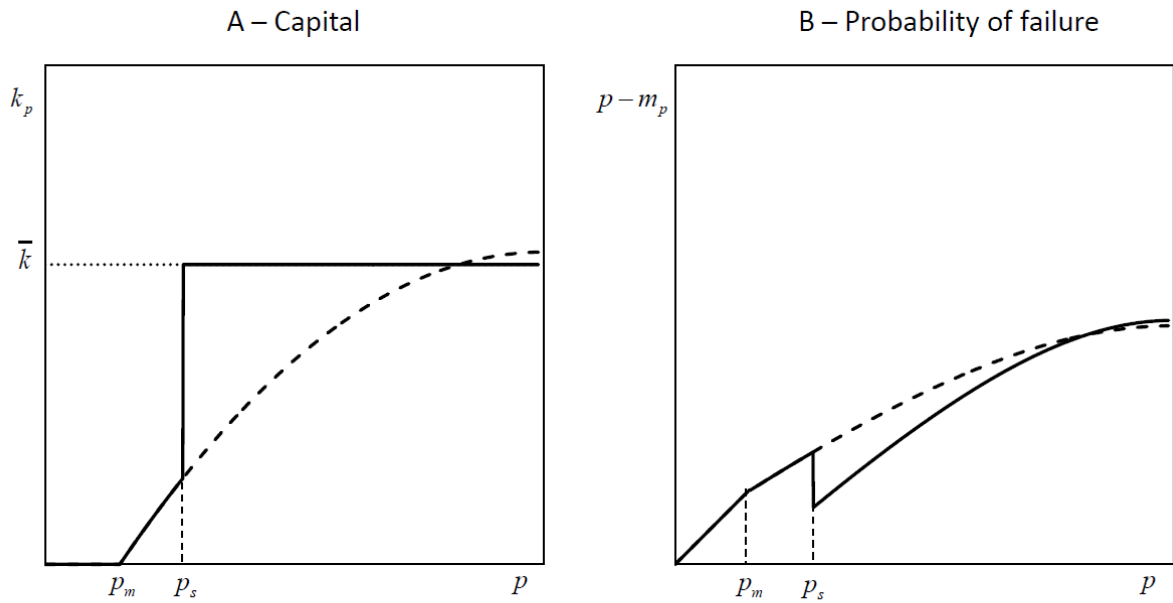 A – Capital
k_p
k̅
p_m
p_s
p
B – Probability of failure
p − m_p
p_m
p_s
p